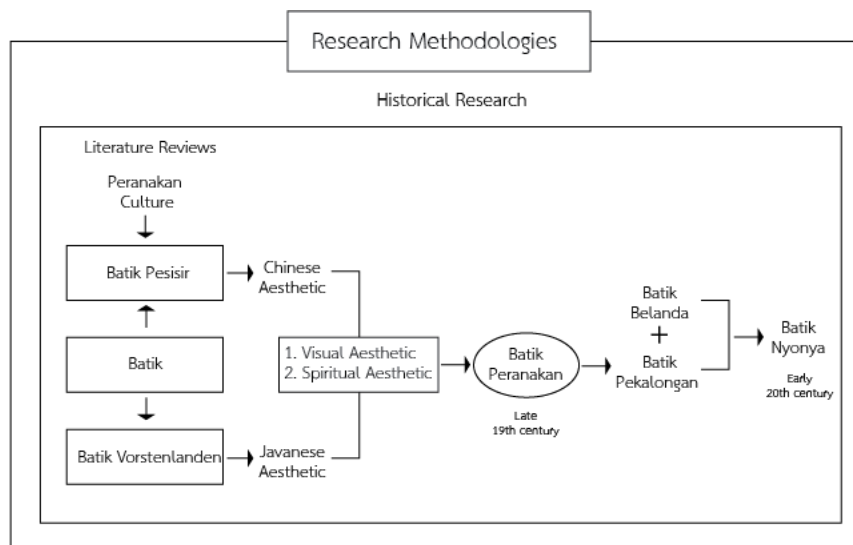 Research Methodologies
Historical Research
Literature Reviews
Peranakan
Culture
Batik Pesisir
Chinese
Aesthetic
Batik
1. Visual Aesthetic
2. Spiritual Aesthetic
Batik Vorstenlanden
Javanese
Aesthetic
Batik
Peranakan
Late
19th century
Batik
Belanda
+
Batik
Pekalongan
Batik
Nyonya
Early
20th century